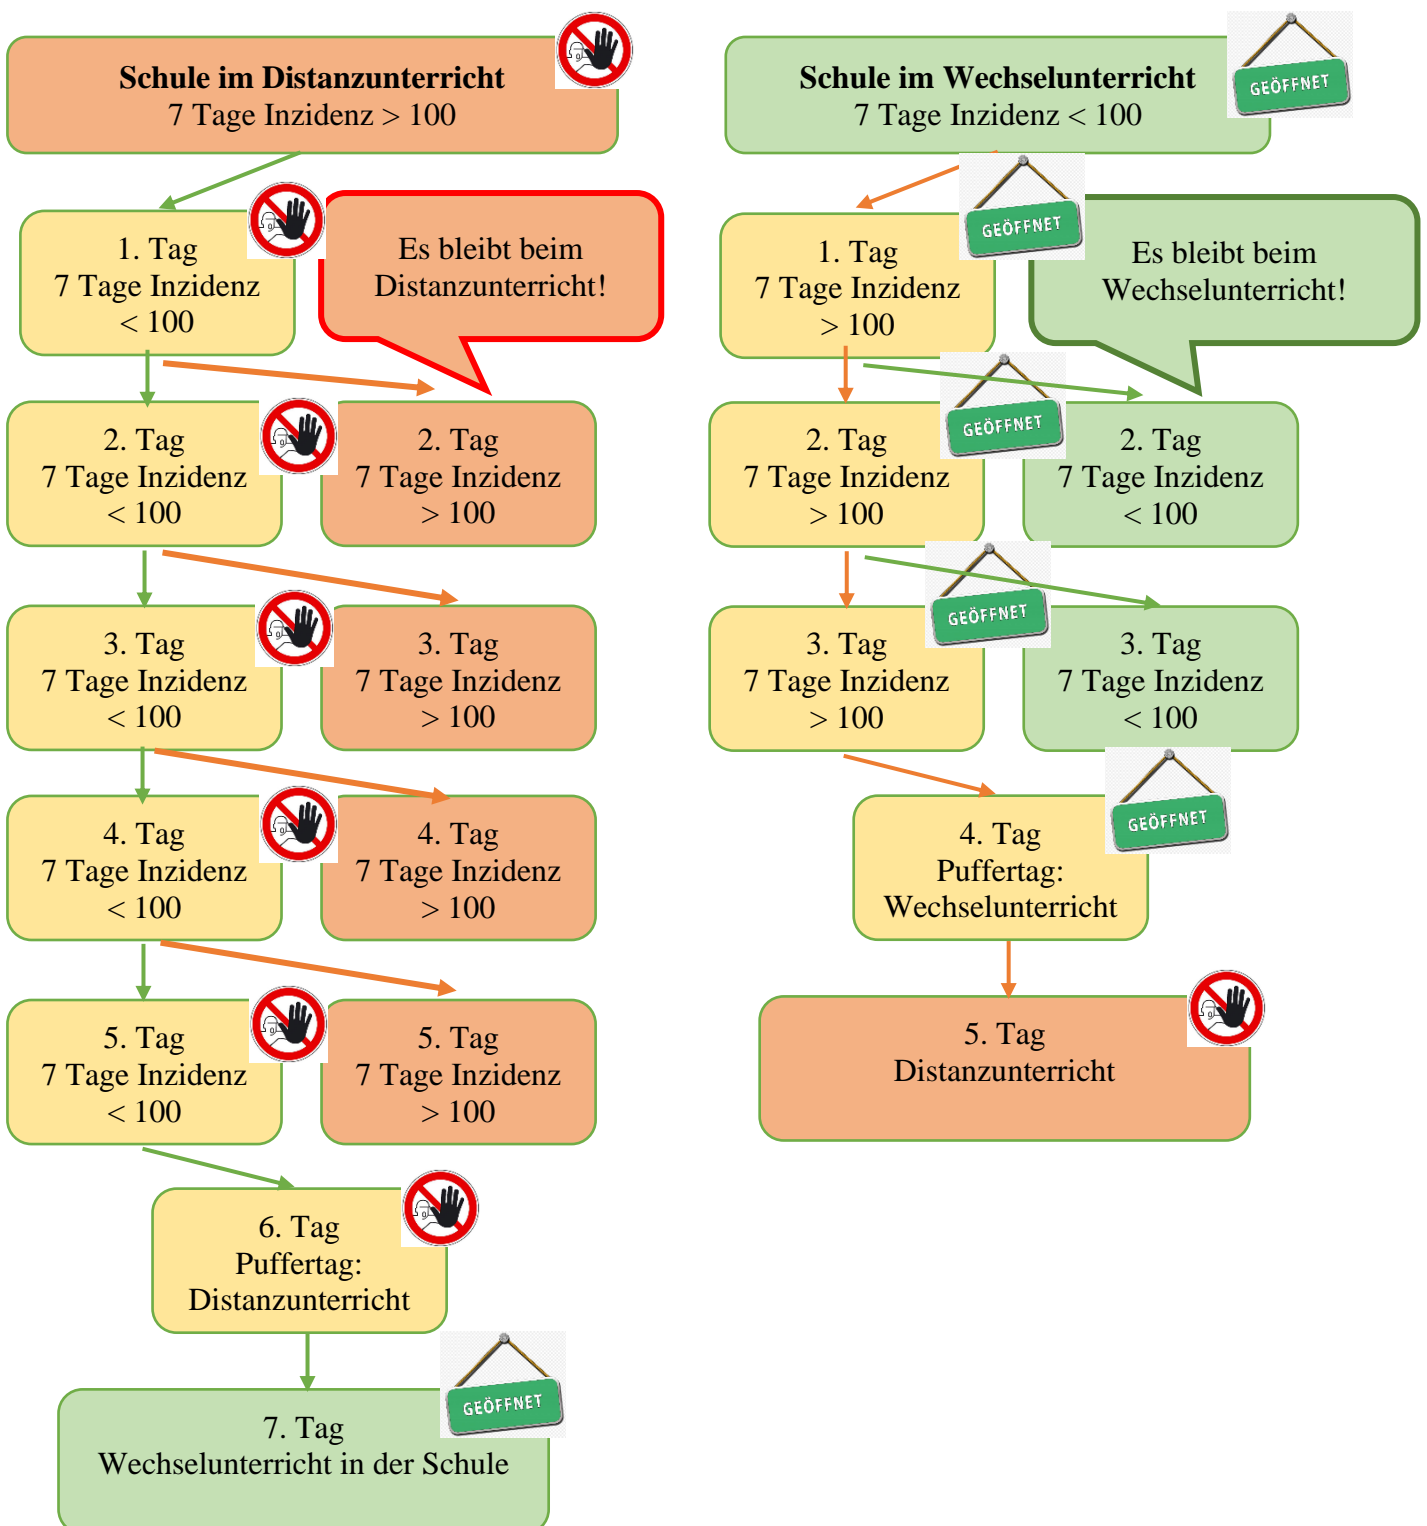 Schule im Distanzunterricht
7 Tage Inzidenz > 100
1. Tag
7 Tage Inzidenz
< 100
Es bleibt beim
Distanzunterricht!
2. Tag
7 Tage Inzidenz
< 100
2. Tag
7 Tage Inzidenz
> 100
3. Tag
7 Tage Inzidenz
< 100
3. Tag
7 Tage Inzidenz
> 100
4. Tag
7 Tage Inzidenz
< 100
4. Tag
7 Tage Inzidenz
> 100
5. Tag
7 Tage Inzidenz
< 100
5. Tag
7 Tage Inzidenz
> 100
6. Tag
Puffertag:
Distanzunterricht
7. Tag
Wechselunterricht in der Schule
GEÖFFNET
Schule im Wechselunterricht
7 Tage Inzidenz < 100
GEÖFFNET
1. Tag
7 Tage Inzidenz
> 100
GEÖFFNET
Es bleibt beim
Wechselunterricht!
2. Tag
7 Tage Inzidenz
> 100
GEÖFFNET
2. Tag
7 Tage Inzidenz
< 100
3. Tag
7 Tage Inzidenz
> 100
GEÖFFNET
3. Tag
7 Tage Inzidenz
< 100
4. Tag
Puffertag:
Wechselunterricht
GEÖFFNET
5. Tag
Distanzunterricht